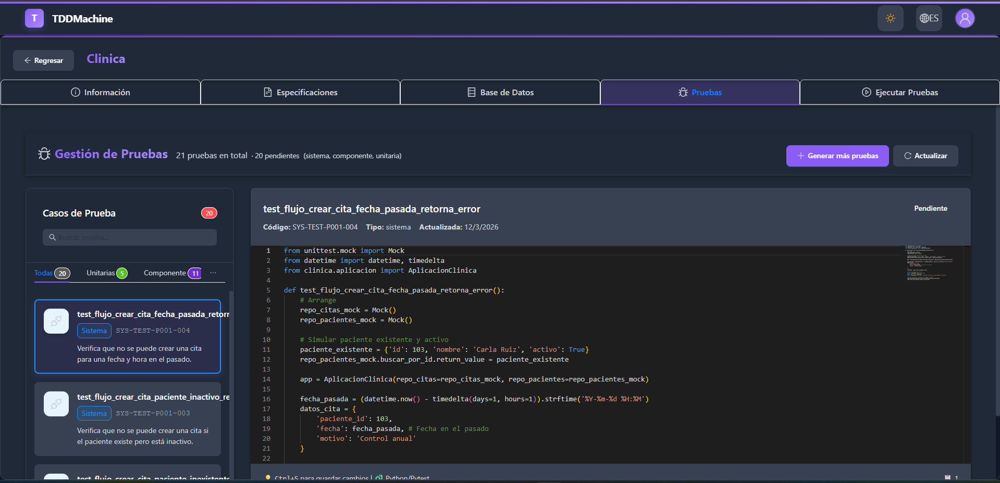 T TDDMachine
ES
Regresar
Clinica
Información
Especificaciones
Base de Datos
Pruebas
Ejecutar Pruebas
Gestión de Pruebas 21 pruebas en total · 20 pendientes (sistema, componente, unitaria)
+ Generar más pruebas
Actualizar
Casos de Prueba 20
Buscar prueba...
Todas 20 Unitarias 5 Componente 11 ...
test_flujo_crear_cita_fecha_pasada_retorn
Sistema SYS-TEST-P001-004
Verifica que no se puede crear una cita
para una fecha y hora en el pasado.
test_flujo_crear_cita_paciente_inactivo_re
Sistema SYS-TEST-P001-003
Verifica que no se puede crear una cita si
el paciente existe pero está inactivo.
test_flujo_crear_cita_paciente_inexistente
test_flujo_crear_cita_fecha_pasada_retorna_error
Pendiente
Código: SYS-TEST-P001-004 Tipo: sistema Actualizada: 12/3/2026
1 from unittest.mock import Mock
2 from datetime import datetime, timedelta
3 from clinica.aplicacion import AplicacionClinica
4
5 def test_flujo_crear_cita_fecha_pasada_retorna_error():
6 # Arrange
7 repo_citas_mock = Mock()
8 repo_pacientes_mock = Mock()
9
10 # Simular paciente existente y activo
11 paciente_existente = {'id': 103, 'nombre': 'Carla Ruiz', 'activo': True}
12 repo_pacientes_mock.buscar_por_id.return_value = paciente_existente
13
14 app = AplicacionClinica(repo_citas=repo_citas_mock, repo_pacientes=repo_pacientes_mock)
15
16 fecha_pasada = (datetime.now() - timedelta(days=1, hours=1)).strftime('%Y-%m-%d %H:%M')
17 datos_cita = {
18 'paciente_id': 103,
19 'fecha': fecha_pasada, # Fecha en el pasado
20 'motivo': 'Control anual'
21 }
22
Ctrl+S para guardar cambios | Python/Pytest
1